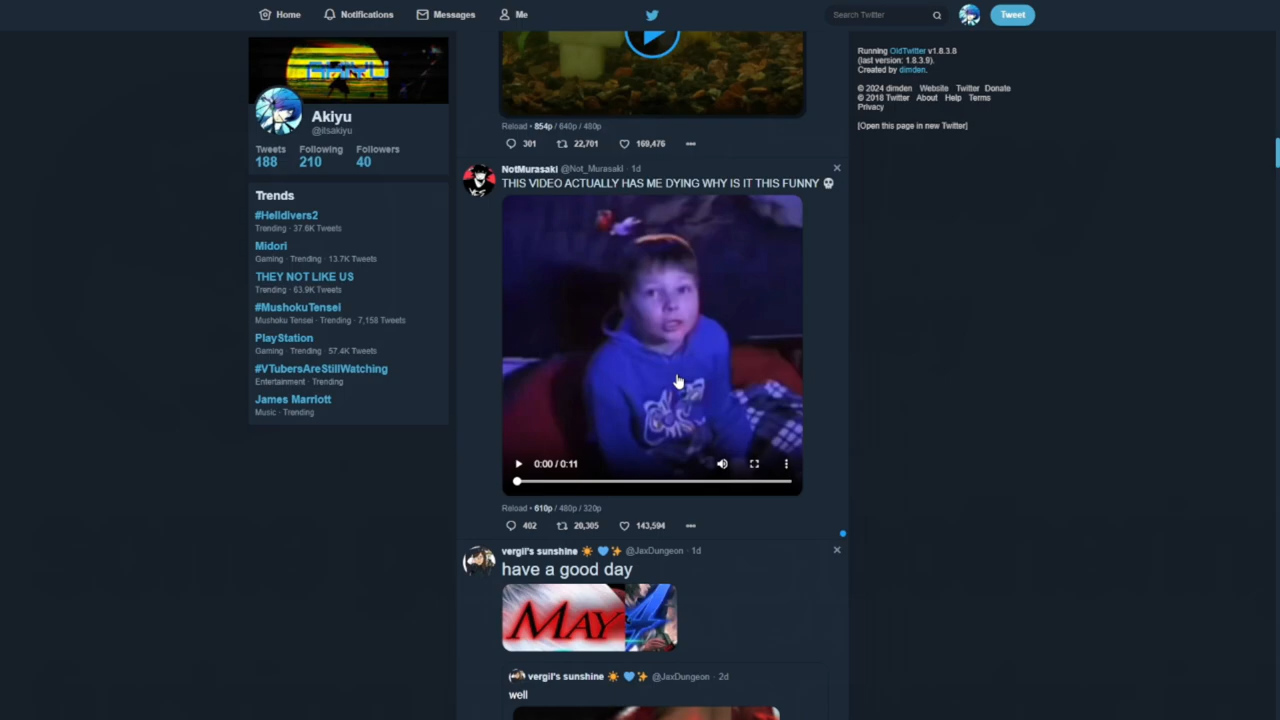 Home
Notifications
Messages
Me
Search Twitter
Tweet
AKIYU
Akiyu
@itsakiyu
Tweets
Following
Followers
188
210
40
Trends
#Helldivers2
Trending · 37.6K Tweets
Midori
Gaming · Trending · 13.7K Tweets
THEY NOT LIKE US
Trending · 63.9K Tweets
#MushokuTensei
Mushoku Tensei · Trending · 7,158 Tweets
PlayStation
Gaming · Trending · 57.4K Tweets
#VTubersAreStillWatching
Entertainment · Trending
James Marriott
Music · Trending
Reload • 854p / 640p / 480p
301
22,701
169,476
NotMurasaki @Not_Murasaki · 1d
THIS VIDEO ACTUALLY HAS ME DYING WHY IS IT THIS FUNNY 💀
0:00 / 0:11
Reload • 610p / 480p / 320p
402
20,305
143,594
vergil's sunshine ☀️ 💙 ✨ @JaxDungeon · 1d
have a good day
MAY 4
vergil's sunshine ☀️ 💙 ✨ @JaxDungeon · 2d
well
Running OldTwitter v1.8.3.8
(last version: 1.8.3.9).
Created by dimden.
© 2024 dimden Website Twitter Donate
© 2018 Twitter About Help Terms
Privacy
[Open this page in new Twitter]